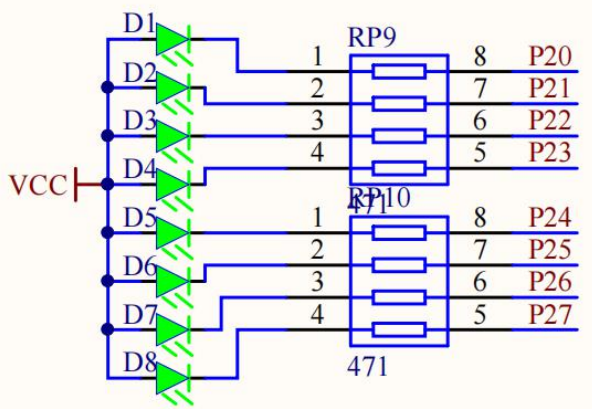 D1 RP9
1 8 P20
D2 2 7 P21
D3 3 6 P22
D4 4 5 P23
VCC
471
RP10
D5 1 8 P24
D6 2 7 P25
D7 3 6 P26
D8 4 5 P27
471